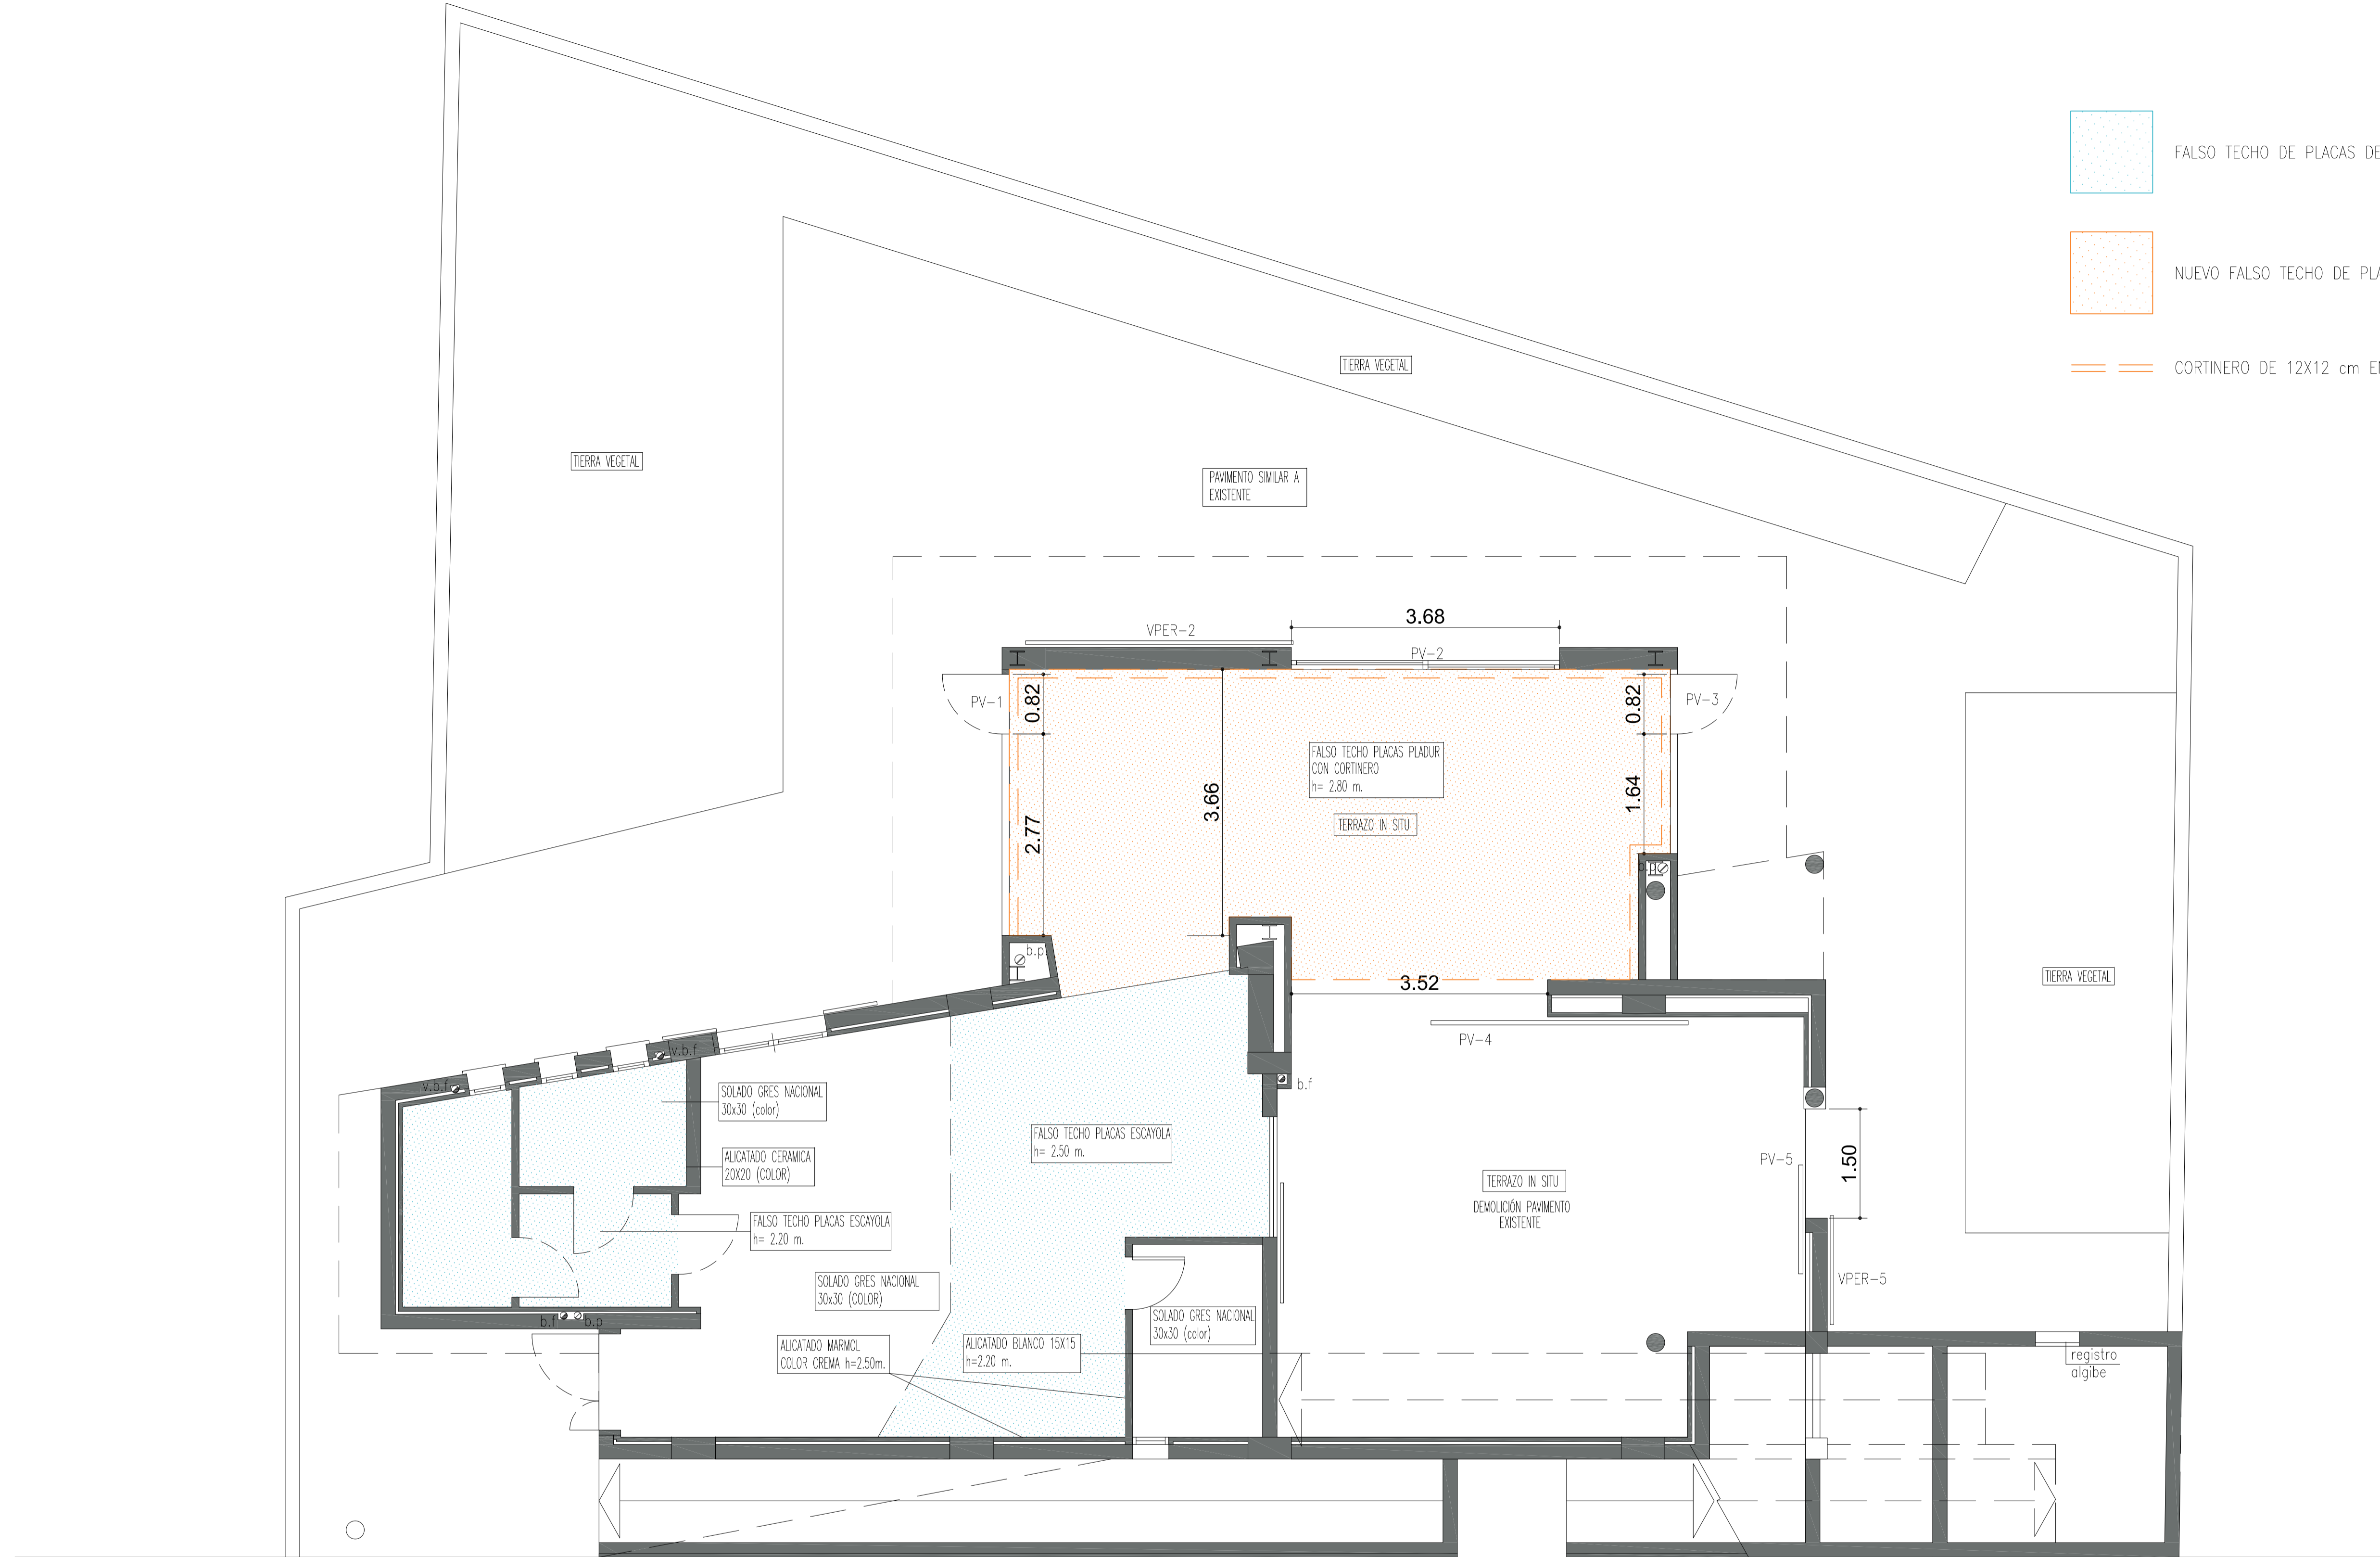 FALSO TECHO DE PLACAS DE
NUEVO FALSO TECHO DE PLA
CORTINERO DE 12X12 cm
TIERRA VEGETAL
TIERRA VEGETAL
PAVIMENTO SIMILAR A
EXISTENTE
3.68
VPER-2
PV-2
PV-1
0.82
0.82
PV-3
FALSO TECHO PLACAS PLADUR
CON CORTINERO
h= 2.80 m.
3.66
1.64
2.77
TERRAZO IN SITU
b.p
b.p.
TIERRA VEGETAL
3.52
PV-4
v.b.f
v.b.f
b.f
SOLADO GRES NACIONAL
30x30 (color)
FALSO TECHO PLACAS ESCAYOLA
h= 2.50 m.
ALICATADO CERAMICA
20X20 (COLOR)
PV-5
1.50
TERRAZO IN SITU
DEMOLICIÓN PAVIMENTO
EXISTENTE
FALSO TECHO PLACAS ESCAYOLA
h= 2.20 m.
SOLADO GRES NACIONAL
30x30 (COLOR)
VPER-5
SOLADO GRES NACIONAL
30x30 (color)
b.f
b.p
ALICATADO MARMOL
COLOR CREMA h=2.50m.
ALICATADO BLANCO 15X15
h=2.20 m.
registro
algibe